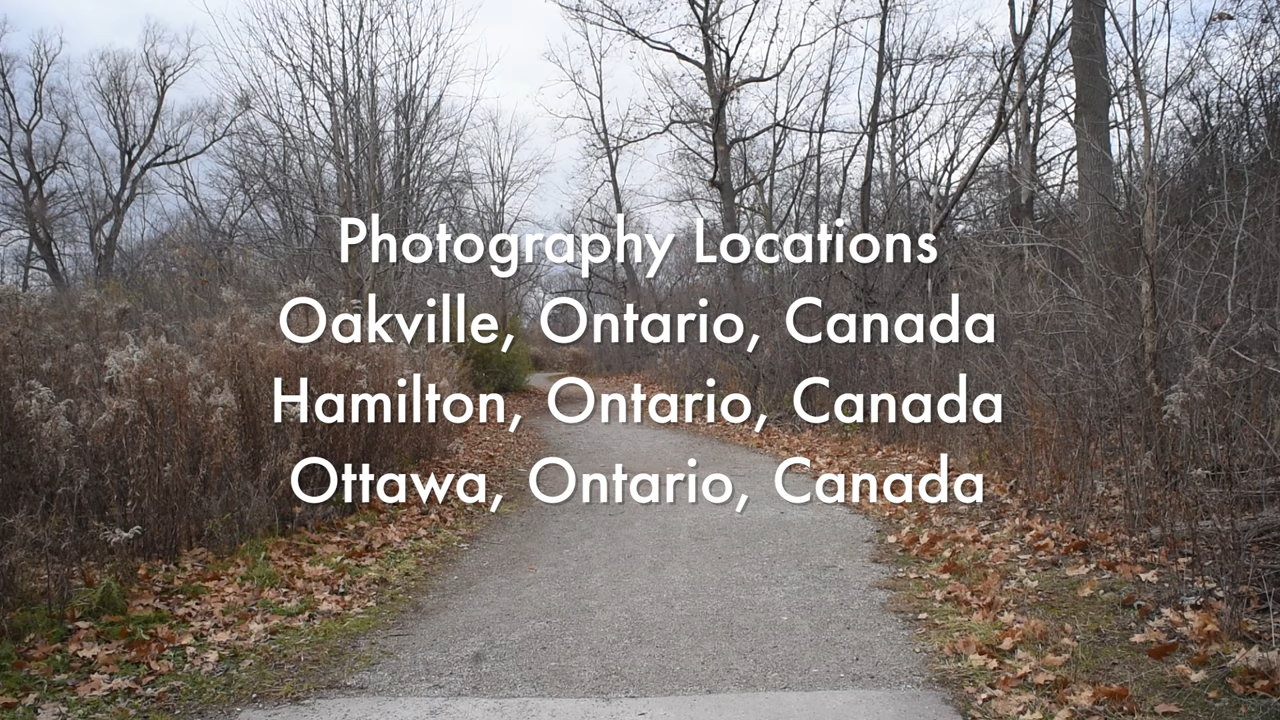 Photography Locations
Oakville, Ontario, Canada
Hamilton, Ontario, Canada
Ottawa, Ontario, Canada